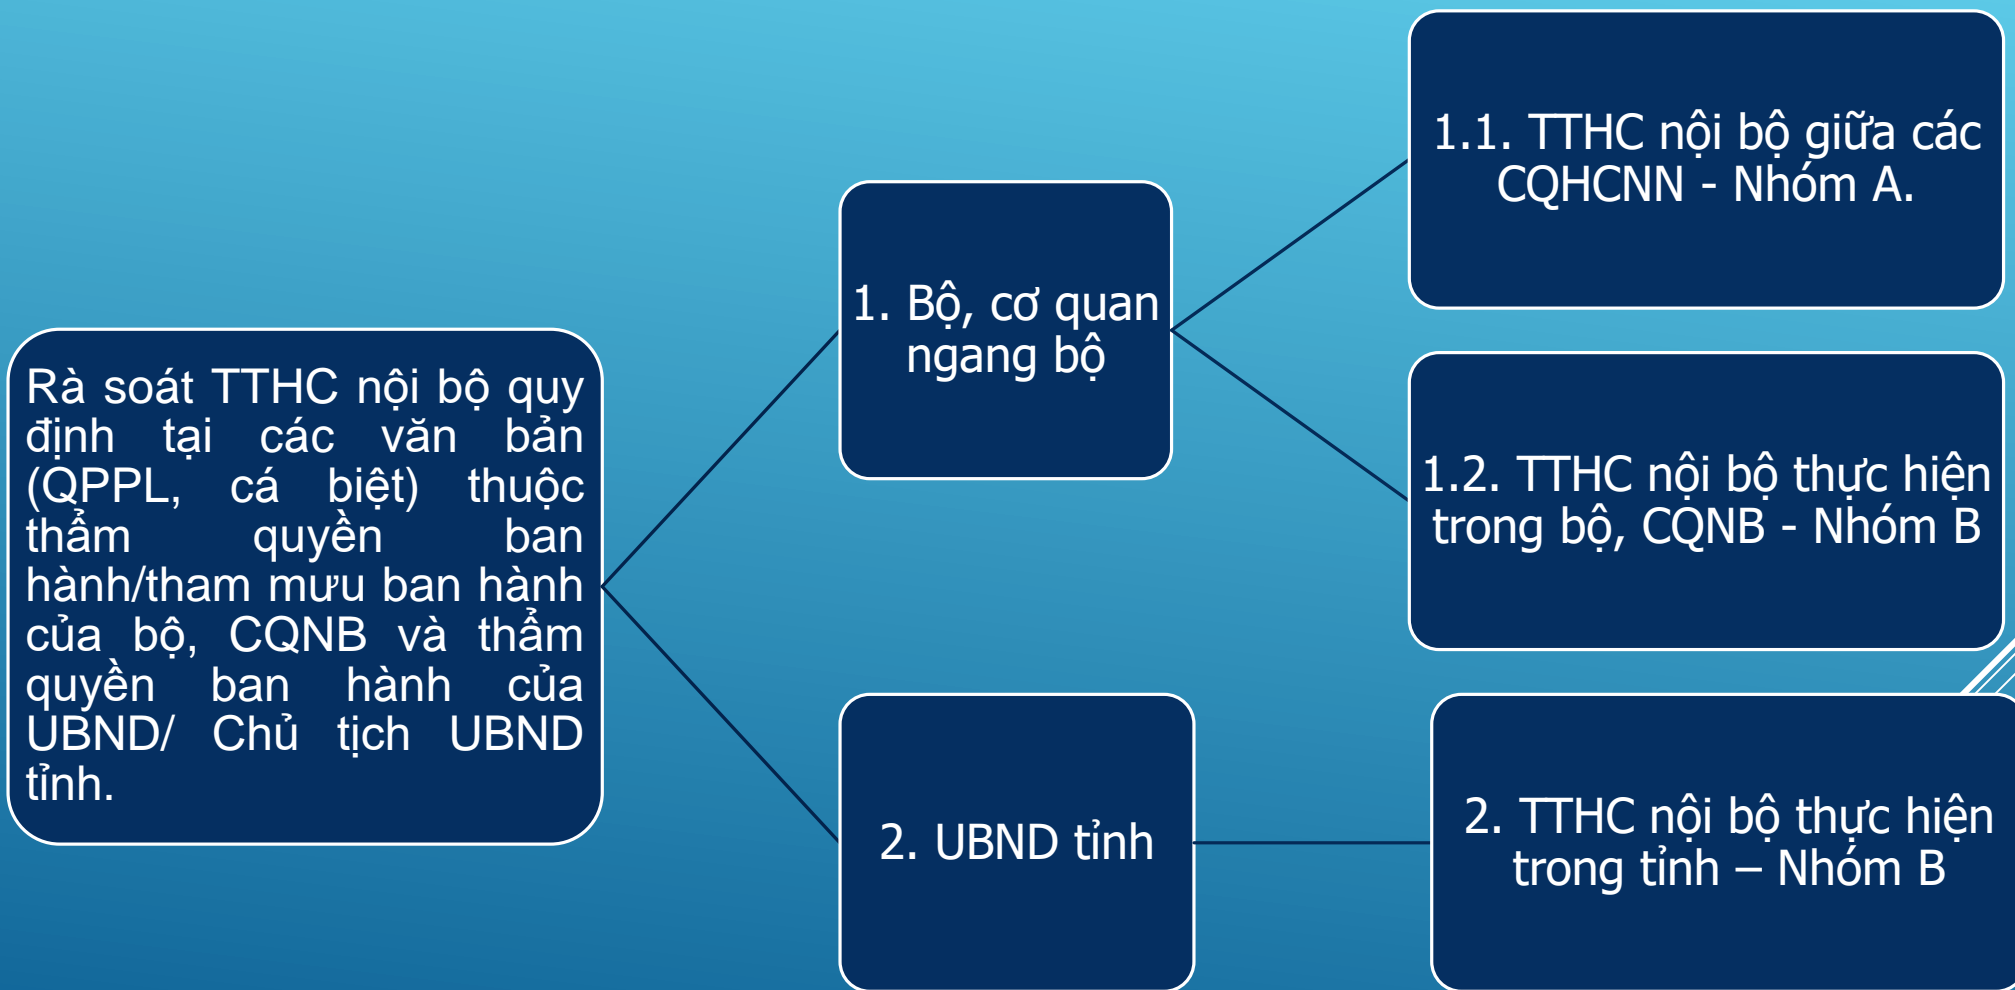 Rà soát TTHC nội bộ quy
định tại các văn bản
(QPPL, cá biệt) thuộc
thẩm quyền ban
hành/tham mưu ban hành
của bộ, CQNB và thẩm
quyền ban hành của
UBND/ Chủ tịch UBND
tỉnh.
1. Bộ, cơ quan
ngang bộ
1.1. TTHC nội bộ giữa các
CQHCNN - Nhóm A.
1.2. TTHC nội bộ thực hiện
trong bộ, CQNB - Nhóm B
2. UBND tỉnh
2. TTHC nội bộ thực hiện
trong tỉnh – Nhóm B